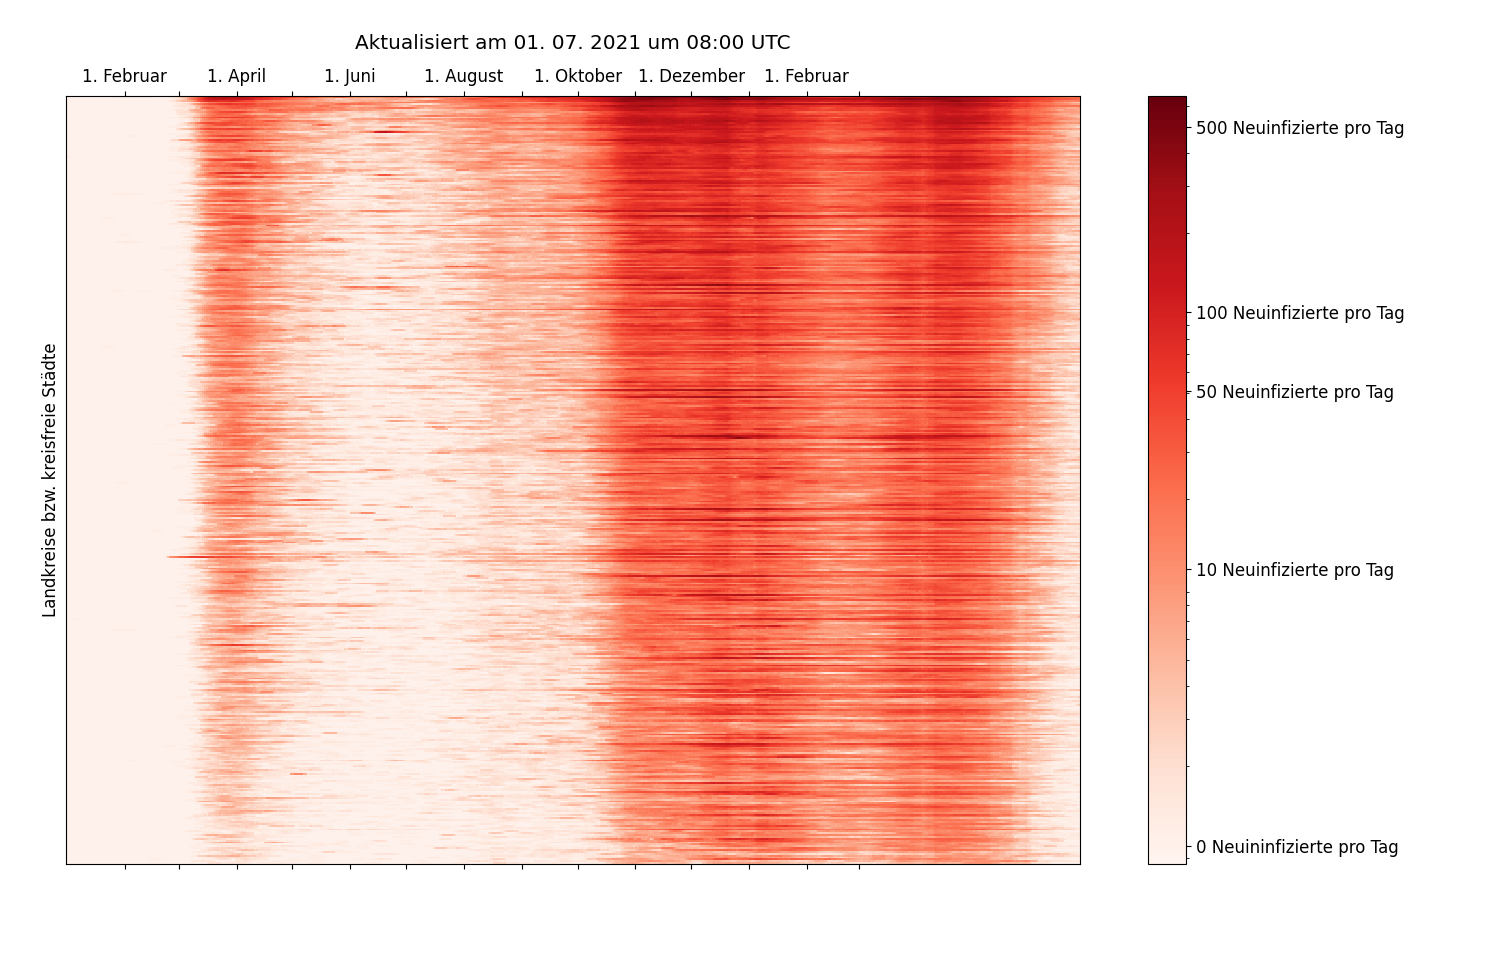 Aktualisiert am 01. 07. 2021 um 08:00 UTC
1. Februar 1. April 1. Juni 1. August 1. Oktober 1. Dezember 1. Februar
Landkreise bzw. kreisfreie Städte
500 Neuinfizierte pro Tag
100 Neuinfizierte pro Tag
50 Neuinfizierte pro Tag
10 Neuinfizierte pro Tag
0 Neuininfizierte pro Tag